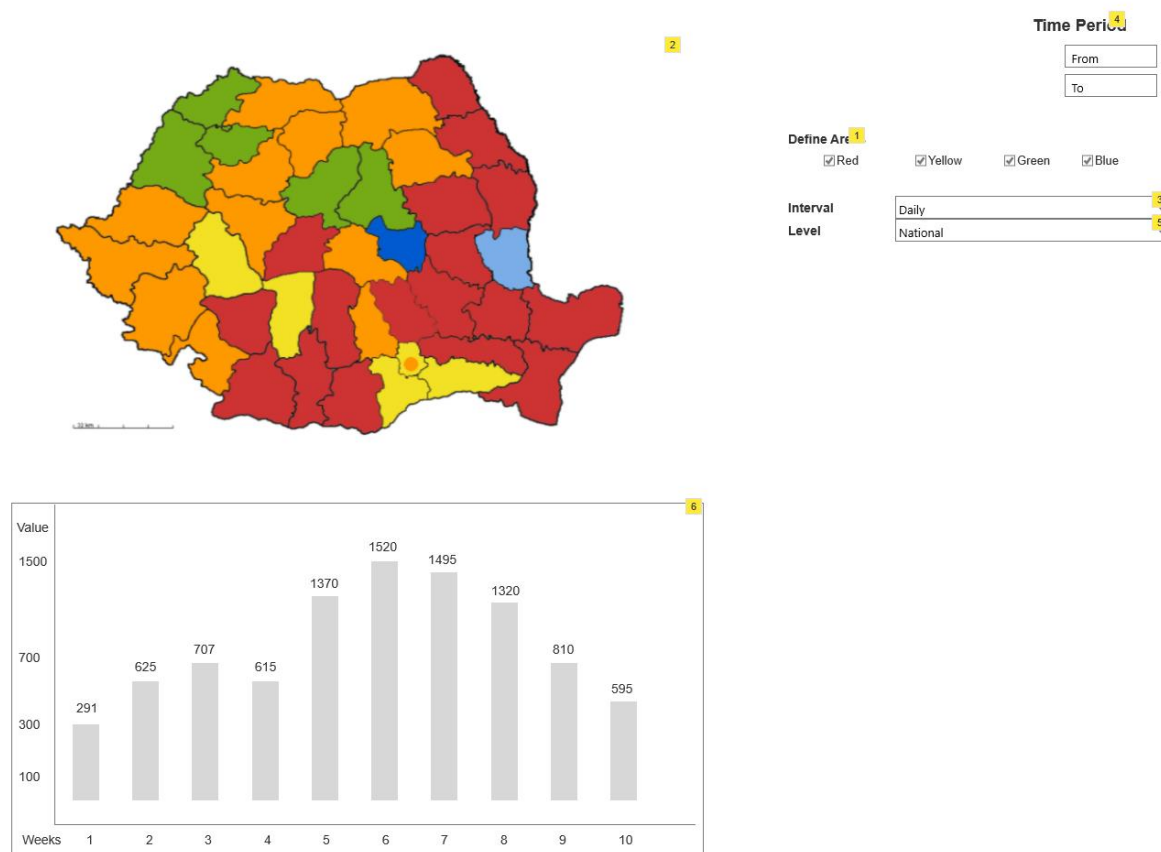 4
Time Period
2
From
To
Define Are
1
Red Yellow Green Blue
3
Interval Daily
5
Level National
6
Value
1500
700
300
100
291
625
707
615
1370
1520
1495
1320
810
595
Weeks 1 2 3 4 5 6 7 8 9 10